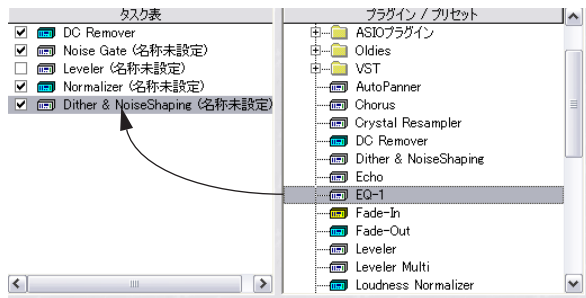 タスク表
DC Remover
Noise Gate (名称未設定)
Leveler (名称未設定)
Normalizer (名称未設定)
Dither & NoiseShaping (名称未設定)
プラグイン / プリセット
ASIOプラグイン
Oldies
VST
AutoPanner
Chorus
Crystal Resampler
DC Remover
Dither & NoiseShaping
Echo
EQ-1
Fade-In
Fade-Out
Leveler
Leveler Multi
Loudness Normalizer